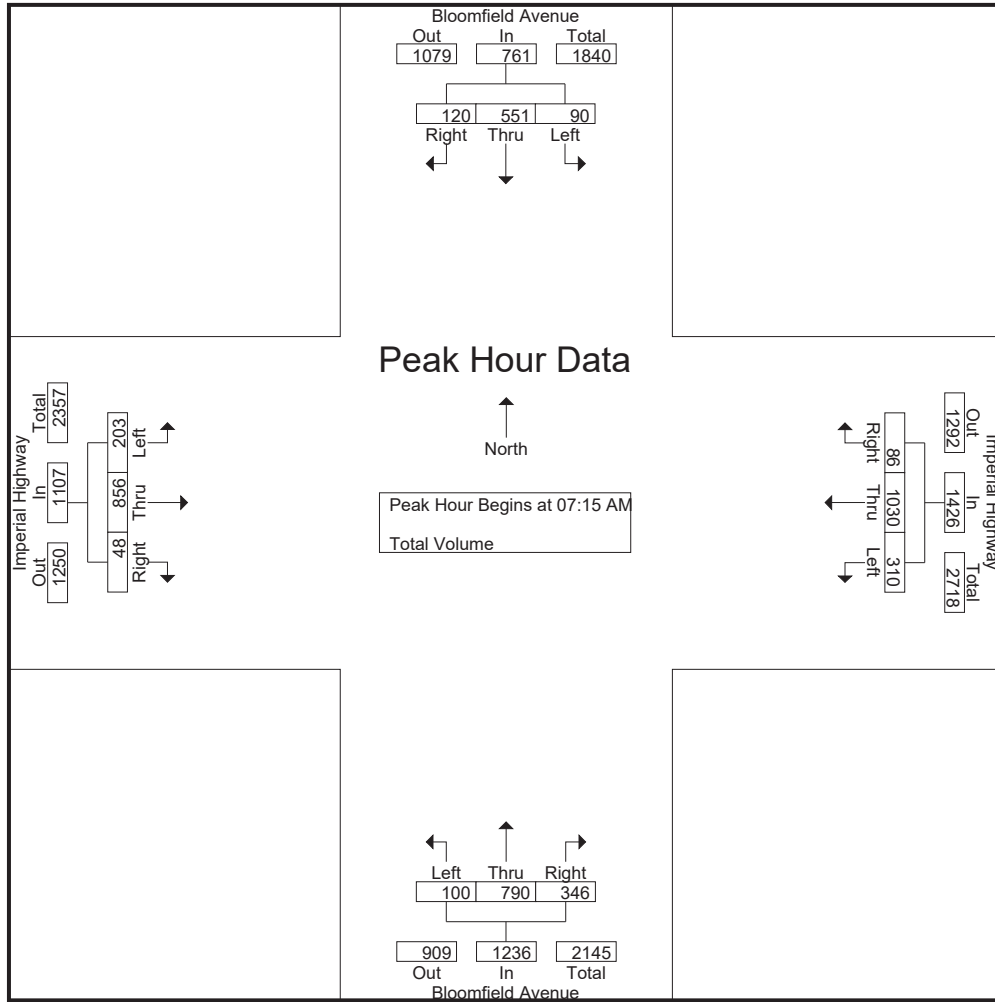 Bloomfield Avenue
Out In Total
1079 761 1840
120 551 90
Right Thru Left
Peak Hour Data
North
Peak Hour Begins at 07:15 AM
Total Volume
Imperial Highway
Out In Total
1250 1107 2357
203 856 48
Left Thru Right
Imperial Highway
Out In Total
1292 1426 2718
86 1030 310
Right Thru Left
Left Thru Right
100 790 346
909 1236 2145
Out In Total
Bloomfield Avenue